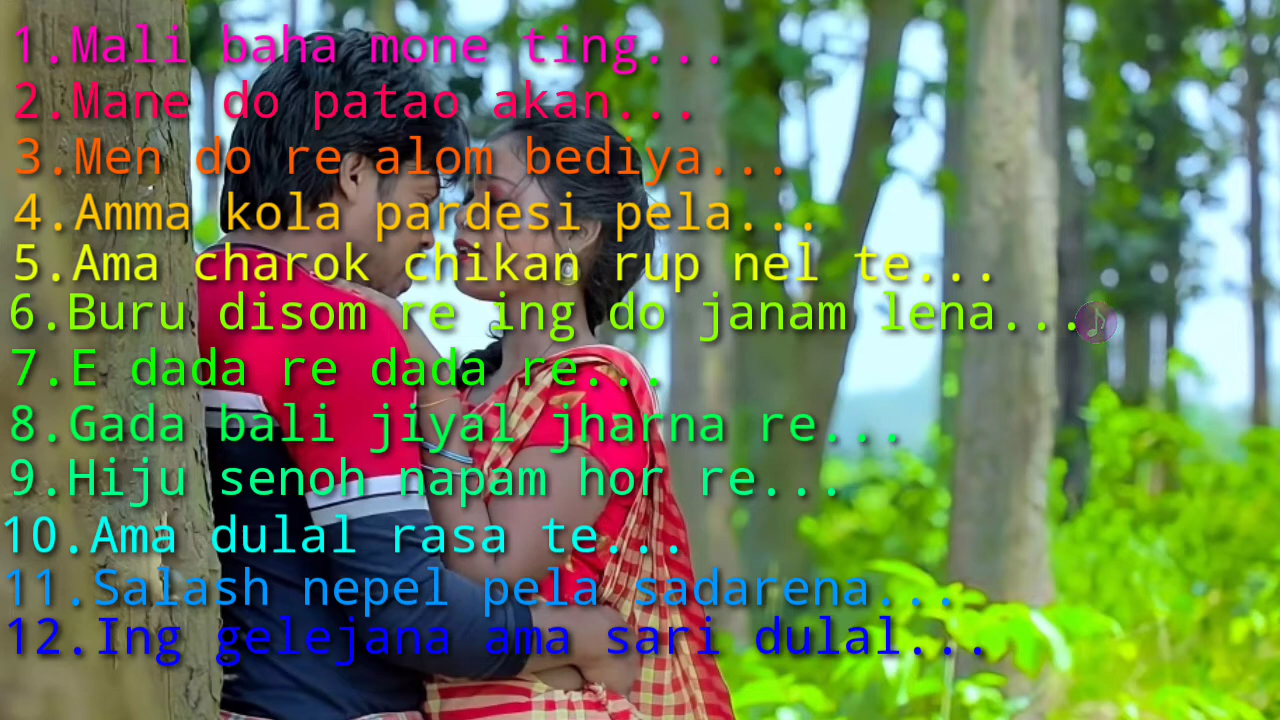 1.Mali baha mone ting...
2.Mane do patao akan...
3.Men do re alom bediya...
4.Amma kola pardesi pela...
5.Ama charok chikan rup nel te...
6.Buru disom re ing do janam lena...
7.E dada re dada re...
8.Gada bali jiyal jharna re...
9.Hiju senoh napam hor re...
10.Ama dulal rasa te...
11.Salash nepel pela sadarena...
12.Ing gelejana ama sari dulal...